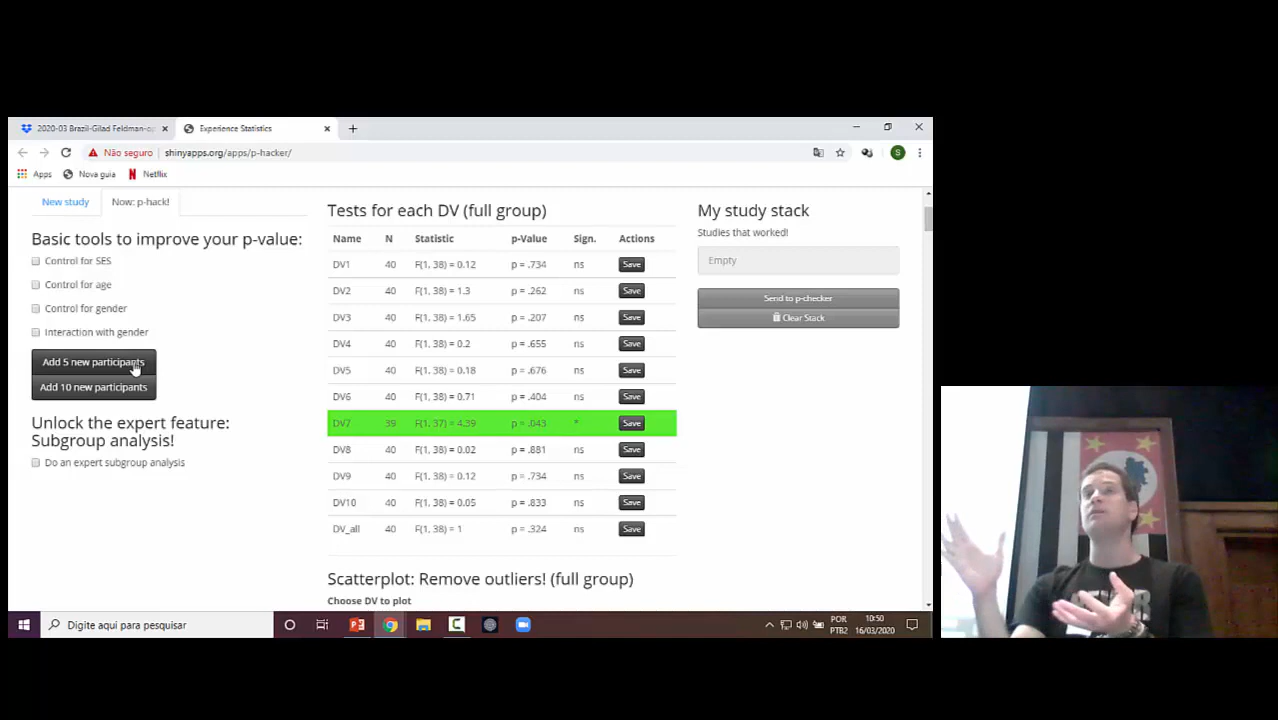 2020-03 Brazil-Gilad Feldman-op
Experience Statistics
Não seguro
shinyapps.org/apps/p-hacker/
S
Apps
Nova guia
Netflix
New study
Now: p-hack!
Basic tools to improve your p-value:
Control for SES
Control for age
Control for gender
Interaction with gender
Add 5 new participants
Add 10 new participants
Unlock the expert feature:
Subgroup analysis!
Do an expert subgroup analysis
Tests for each DV (full group)
Name N Statistic p-Value Sign. Actions
DV1 40 F(1, 38) = 0.12 p = .734 ns Save
DV2 40 F(1, 38) = 1.3 p = .262 ns Save
DV3 40 F(1, 38) = 1.65 p = .207 ns Save
DV4 40 F(1, 38) = 0.2 p = .655 ns Save
DV5 40 F(1, 38) = 0.18 p = .676 ns Save
DV6 40 F(1, 38) = 0.71 p = .404 ns Save
DV7 39 F(1, 37) = 4.39 p = .043 * Save
DV8 40 F(1, 38) = 0.02 p = .881 ns Save
DV9 40 F(1, 38) = 0.12 p = .734 ns Save
DV10 40 F(1, 38) = 0.05 p = .833 ns Save
DV_all 40 F(1, 38) = 1 p = .324 ns Save
Scatterplot: Remove outliers! (full group)
Choose DV to plot
My study stack
Studies that worked!
Empty
Send to p-checker
Clear Stack
Digite aqui para pesquisar
POR
PTB2
10:50
16/03/2020